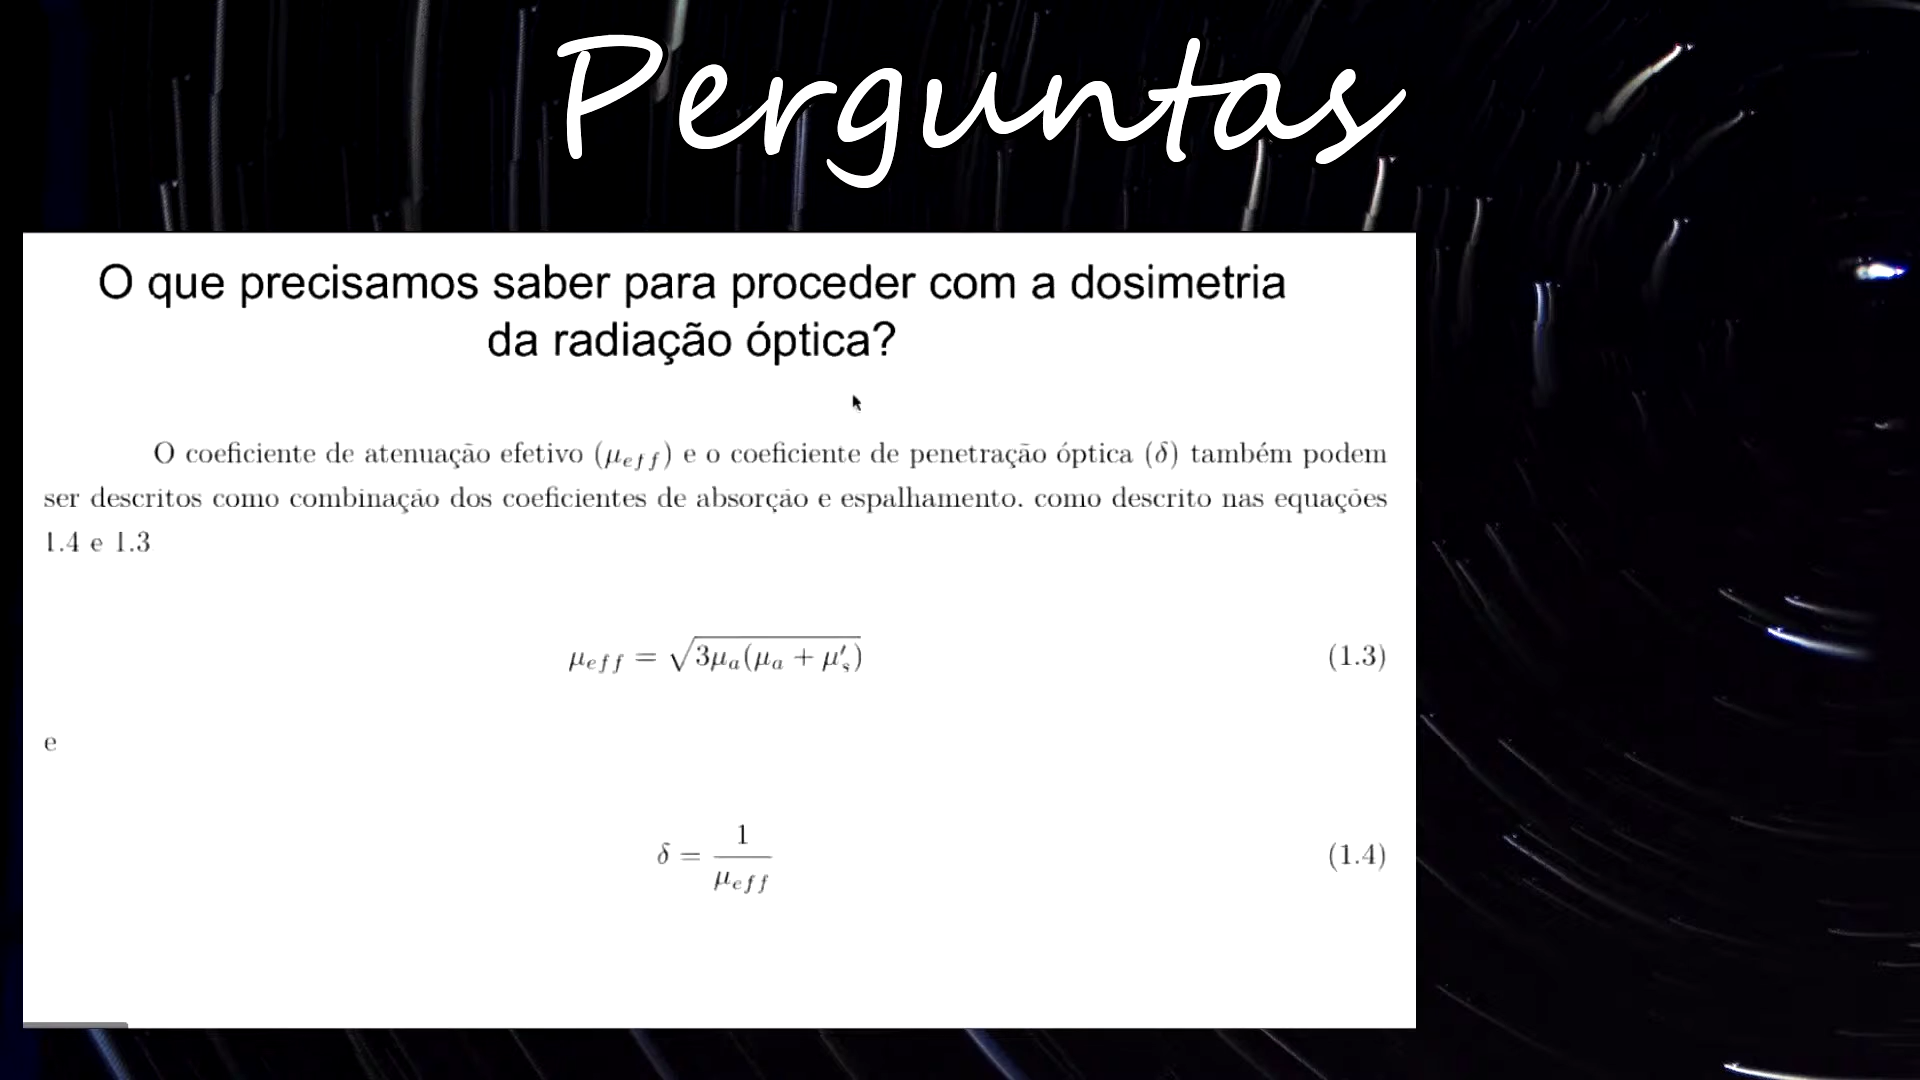 Perguntas
O que precisamos saber para proceder com a dosimetria
da radiação óptica?
O coeficiente de atenuação efetivo (μ_eff) e o coeficiente de penetração óptica (δ) também podem
ser descritos como combinação dos coeficientes de absorção e espalhamento. como descrito nas equações
1.4 e 1.3
μ_eff = √(3μ_a(μ_a + μ′_s)) (1.3)
e
δ = 1/μ_eff (1.4)